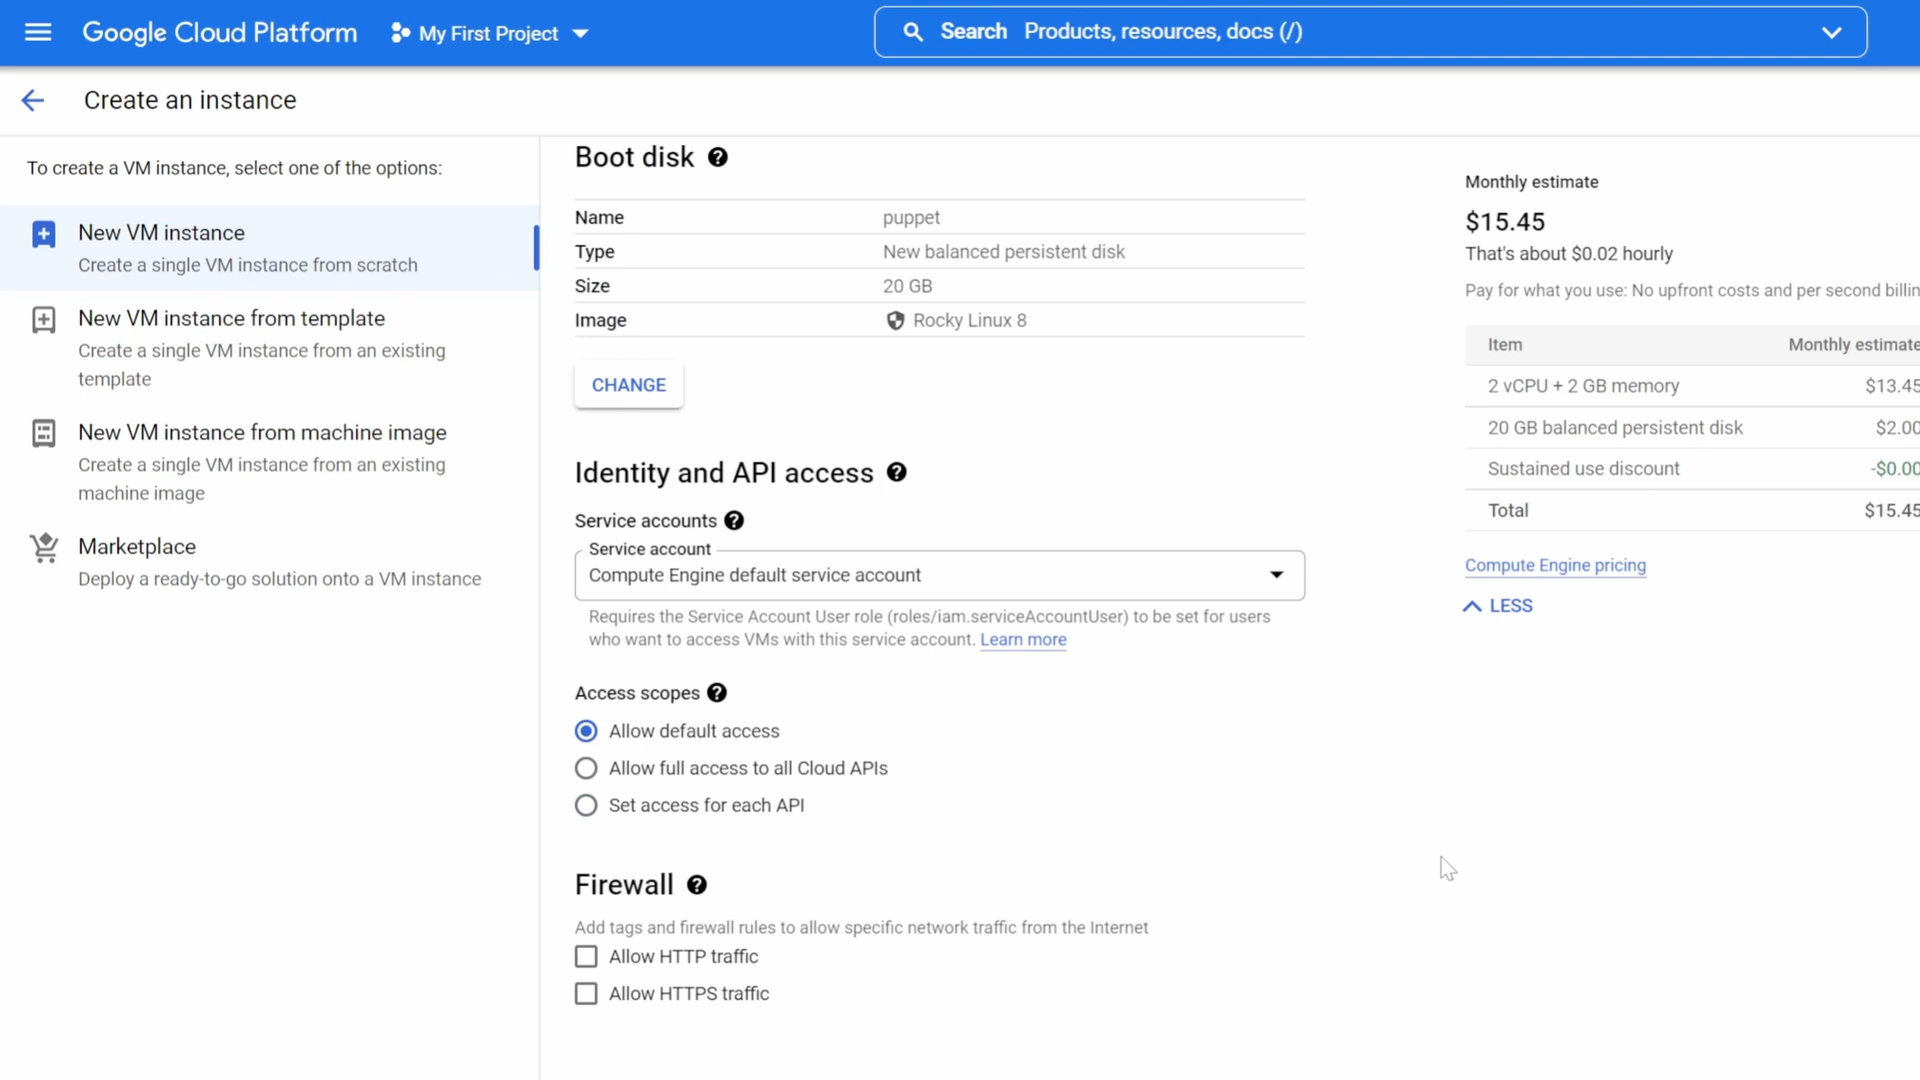 Google Cloud Platform
My First Project
Search Products, resources, docs (/)
Create an instance
To create a VM instance, select one of the options:
New VM instance
Create a single VM instance from scratch
New VM instance from template
Create a single VM instance from an existing
template
New VM instance from machine image
Create a single VM instance from an existing
machine image
Marketplace
Deploy a ready-to-go solution onto a VM instance
Boot disk
Name puppet
Type New balanced persistent disk
Size 20 GB
Image Rocky Linux 8
CHANGE
Identity and API access
Service accounts
Service account
Compute Engine default service account
Requires the Service Account User role (roles/iam.serviceAccountUser) to be set for users
who want to access VMs with this service account. Learn more
Access scopes
Allow default access
Allow full access to all Cloud APIs
Set access for each API
Firewall
Add tags and firewall rules to allow specific network traffic from the Internet
Allow HTTP traffic
Allow HTTPS traffic
Monthly estimate
$15.45
That's about $0.02 hourly
Pay for what you use: No upfront costs and per second billin
Item Monthly estimate
2 vCPU + 2 GB memory $13.45
20 GB balanced persistent disk $2.00
Sustained use discount -$0.00
Total $15.45
Compute Engine pricing
LESS